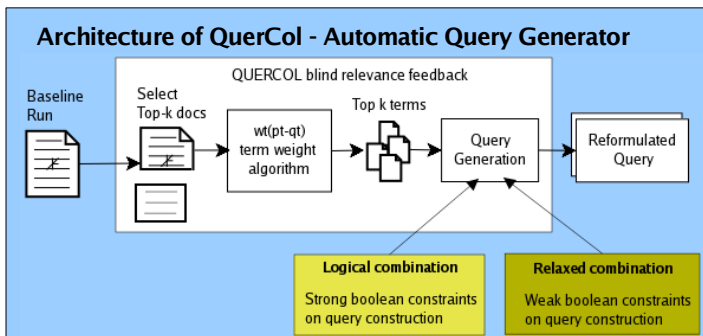 Architecture of QuerCol - Automatic Query Generator
QUERCOL blind relevance feedback
Baseline
Run
Select
Top-k docs
wt(pt-qt)
term weight
algorithm
Top k terms
Query
Generation
Reformulated
Query
Logical combination
Strong boolean constraints
on query construction
Relaxed combination
Weak boolean constraints
on query construction